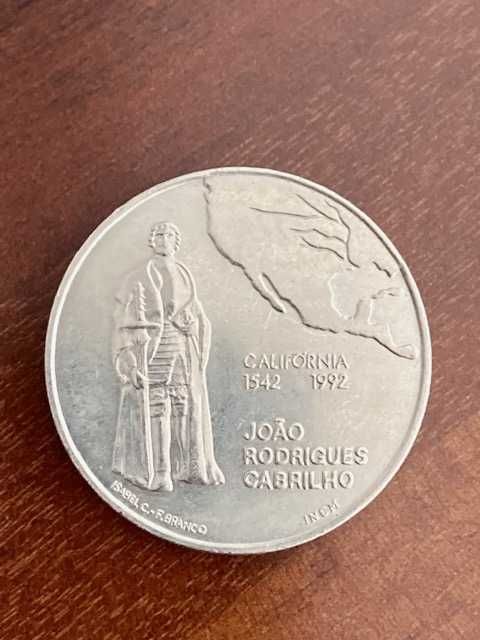 CALIFÓRNIA
1542 1992
JOÃO
RODRIGUES
CABRILHO
ISABEL C.-F. BRANCO
INCM